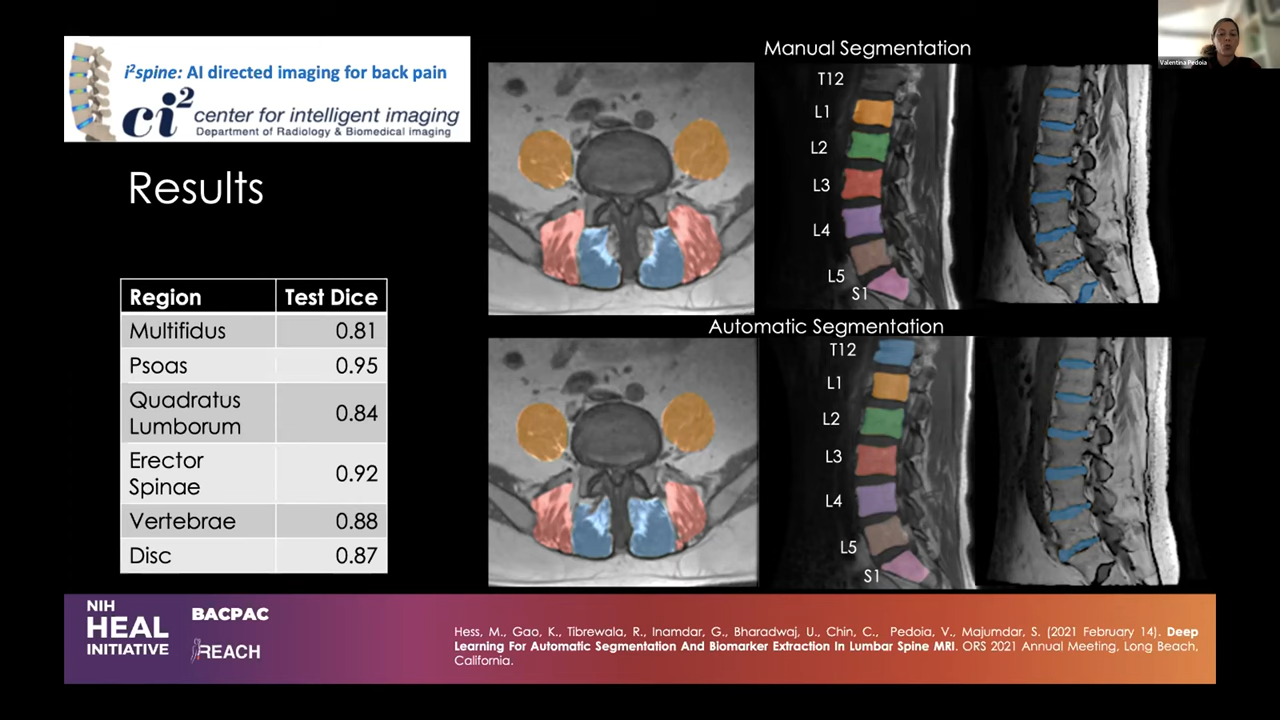 i²spine: AI directed imaging for back pain
ci² center for intelligent imaging
Department of Radiology & Biomedical imaging
Results
Region Test Dice
Multifidus 0.81
Psoas 0.95
Quadratus
Lumborum 0.84
Erector
Spinae 0.92
Vertebrae 0.88
Disc 0.87
Manual Segmentation
T12
L1
L2
L3
L4
L5
S1
Automatic Segmentation
T12
L1
L2
L3
L4
L5
S1
Valentina Pedoia
NIH
HEAL
INITIATIVE
BACPAC
REACH
Hess, M., Gao, K., Tibrewala, R., Inamdar, G., Bharadwaj, U., Chin, C., Pedoia, V., Majumdar, S. (2021 February 14). Deep
Learning For Automatic Segmentation And Biomarker Extraction In Lumbar Spine MRI. ORS 2021 Annual Meeting, Long Beach,
California.